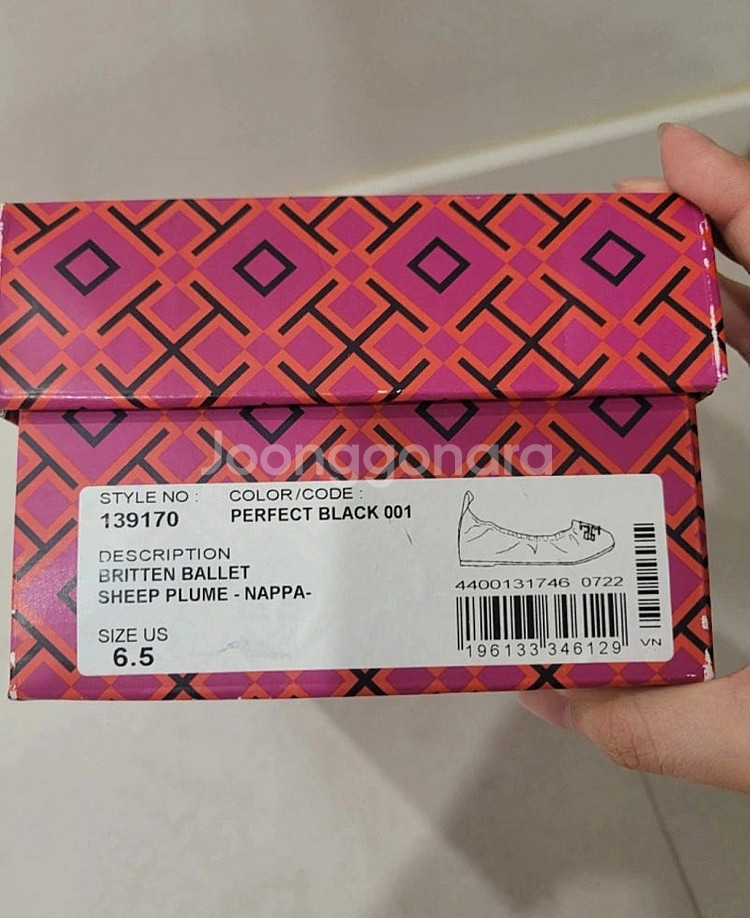 Joonggonara
STYLE NO : COLOR/CODE :
139170 PERFECT BLACK 001
DESCRIPTION
BRITTEN BALLET
SHEEP PLUME - NAPPA-
SIZE US
6.5
4400131746 0722
196133 346129
VN